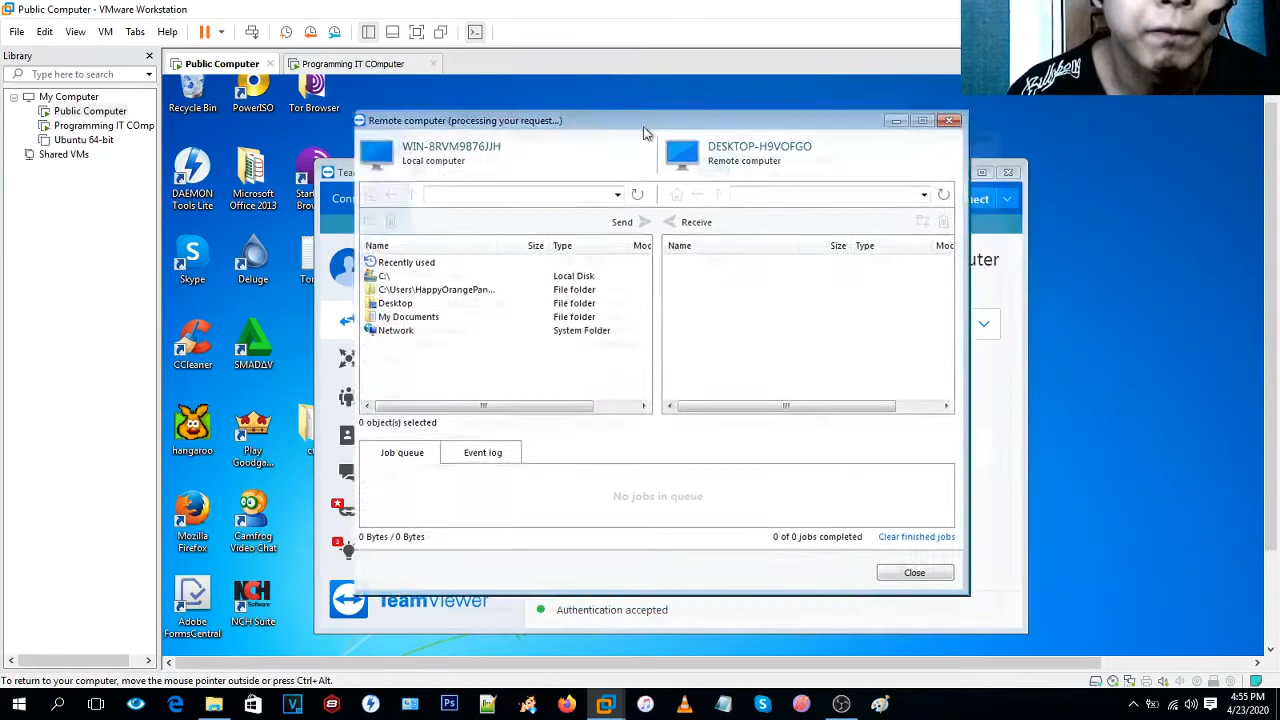 Public Computer - VMware Workstation
File Edit View VM Tabs Help
Library
Type here to search
My Computer
Public Computer
Programming IT COmp
Ubuntu 64-bit
Shared VMs
Public Computer
Programming IT COmputer
Recycle Bin
PowerISO
Tor Browser
DAEMON Tools Lite
Microsoft Office 2013
Skype
Deluge
CCleaner
SMADAV
hangaroo
Play Goodga...
Mozilla Firefox
Camfrog Video Chat
Adobe FormsCentral
NCH Suite
Remote computer (processing your request...)
WIN-8RVM9B76JJH
Local computer
DESKTOP-H9VOFGO
Remote computer
Send
Receive
Name Size Type Moc
Name Size Type Moc
Recently used
C:\ Local Disk
C:\Users\HappyOrangePan... File folder
Desktop File folder
My Documents File folder
Network System Folder
0 object(s) selected
Job queue
Event log
No jobs in queue
0 Bytes / 0 Bytes
0 of 0 jobs completed
Clear finished jobs
Close
TeamViewer
Authentication accepted
Billabong
To return to your computer, move the mouse pointer outside or press Ctrl+Alt.
4:55 PM
4/23/2020